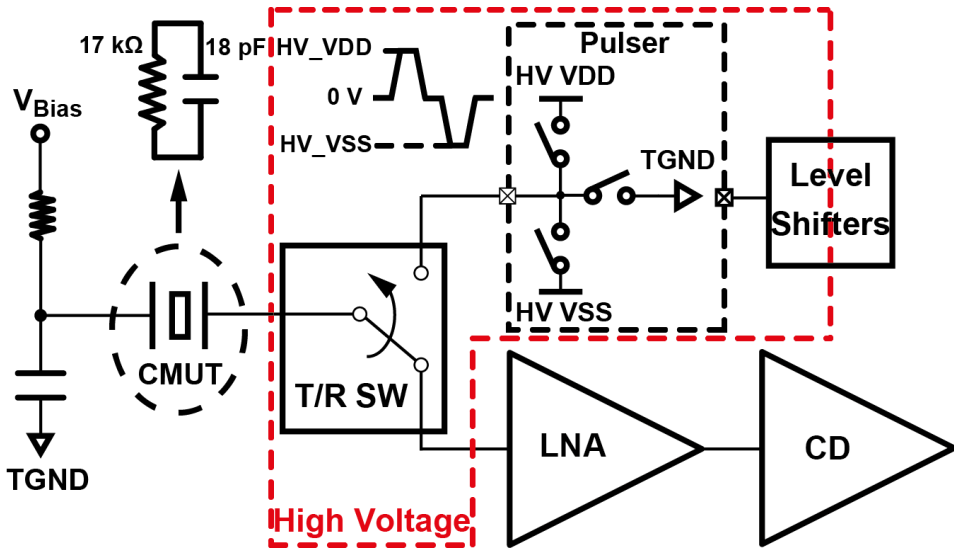 17 kΩ
18 pF
HV_VDD
0 V
HV_VSS
Pulser
HV VDD
TGND
HV VSS
Level
Shifters
VBias
CMUT
T/R SW
TGND
LNA
CD
High Voltage